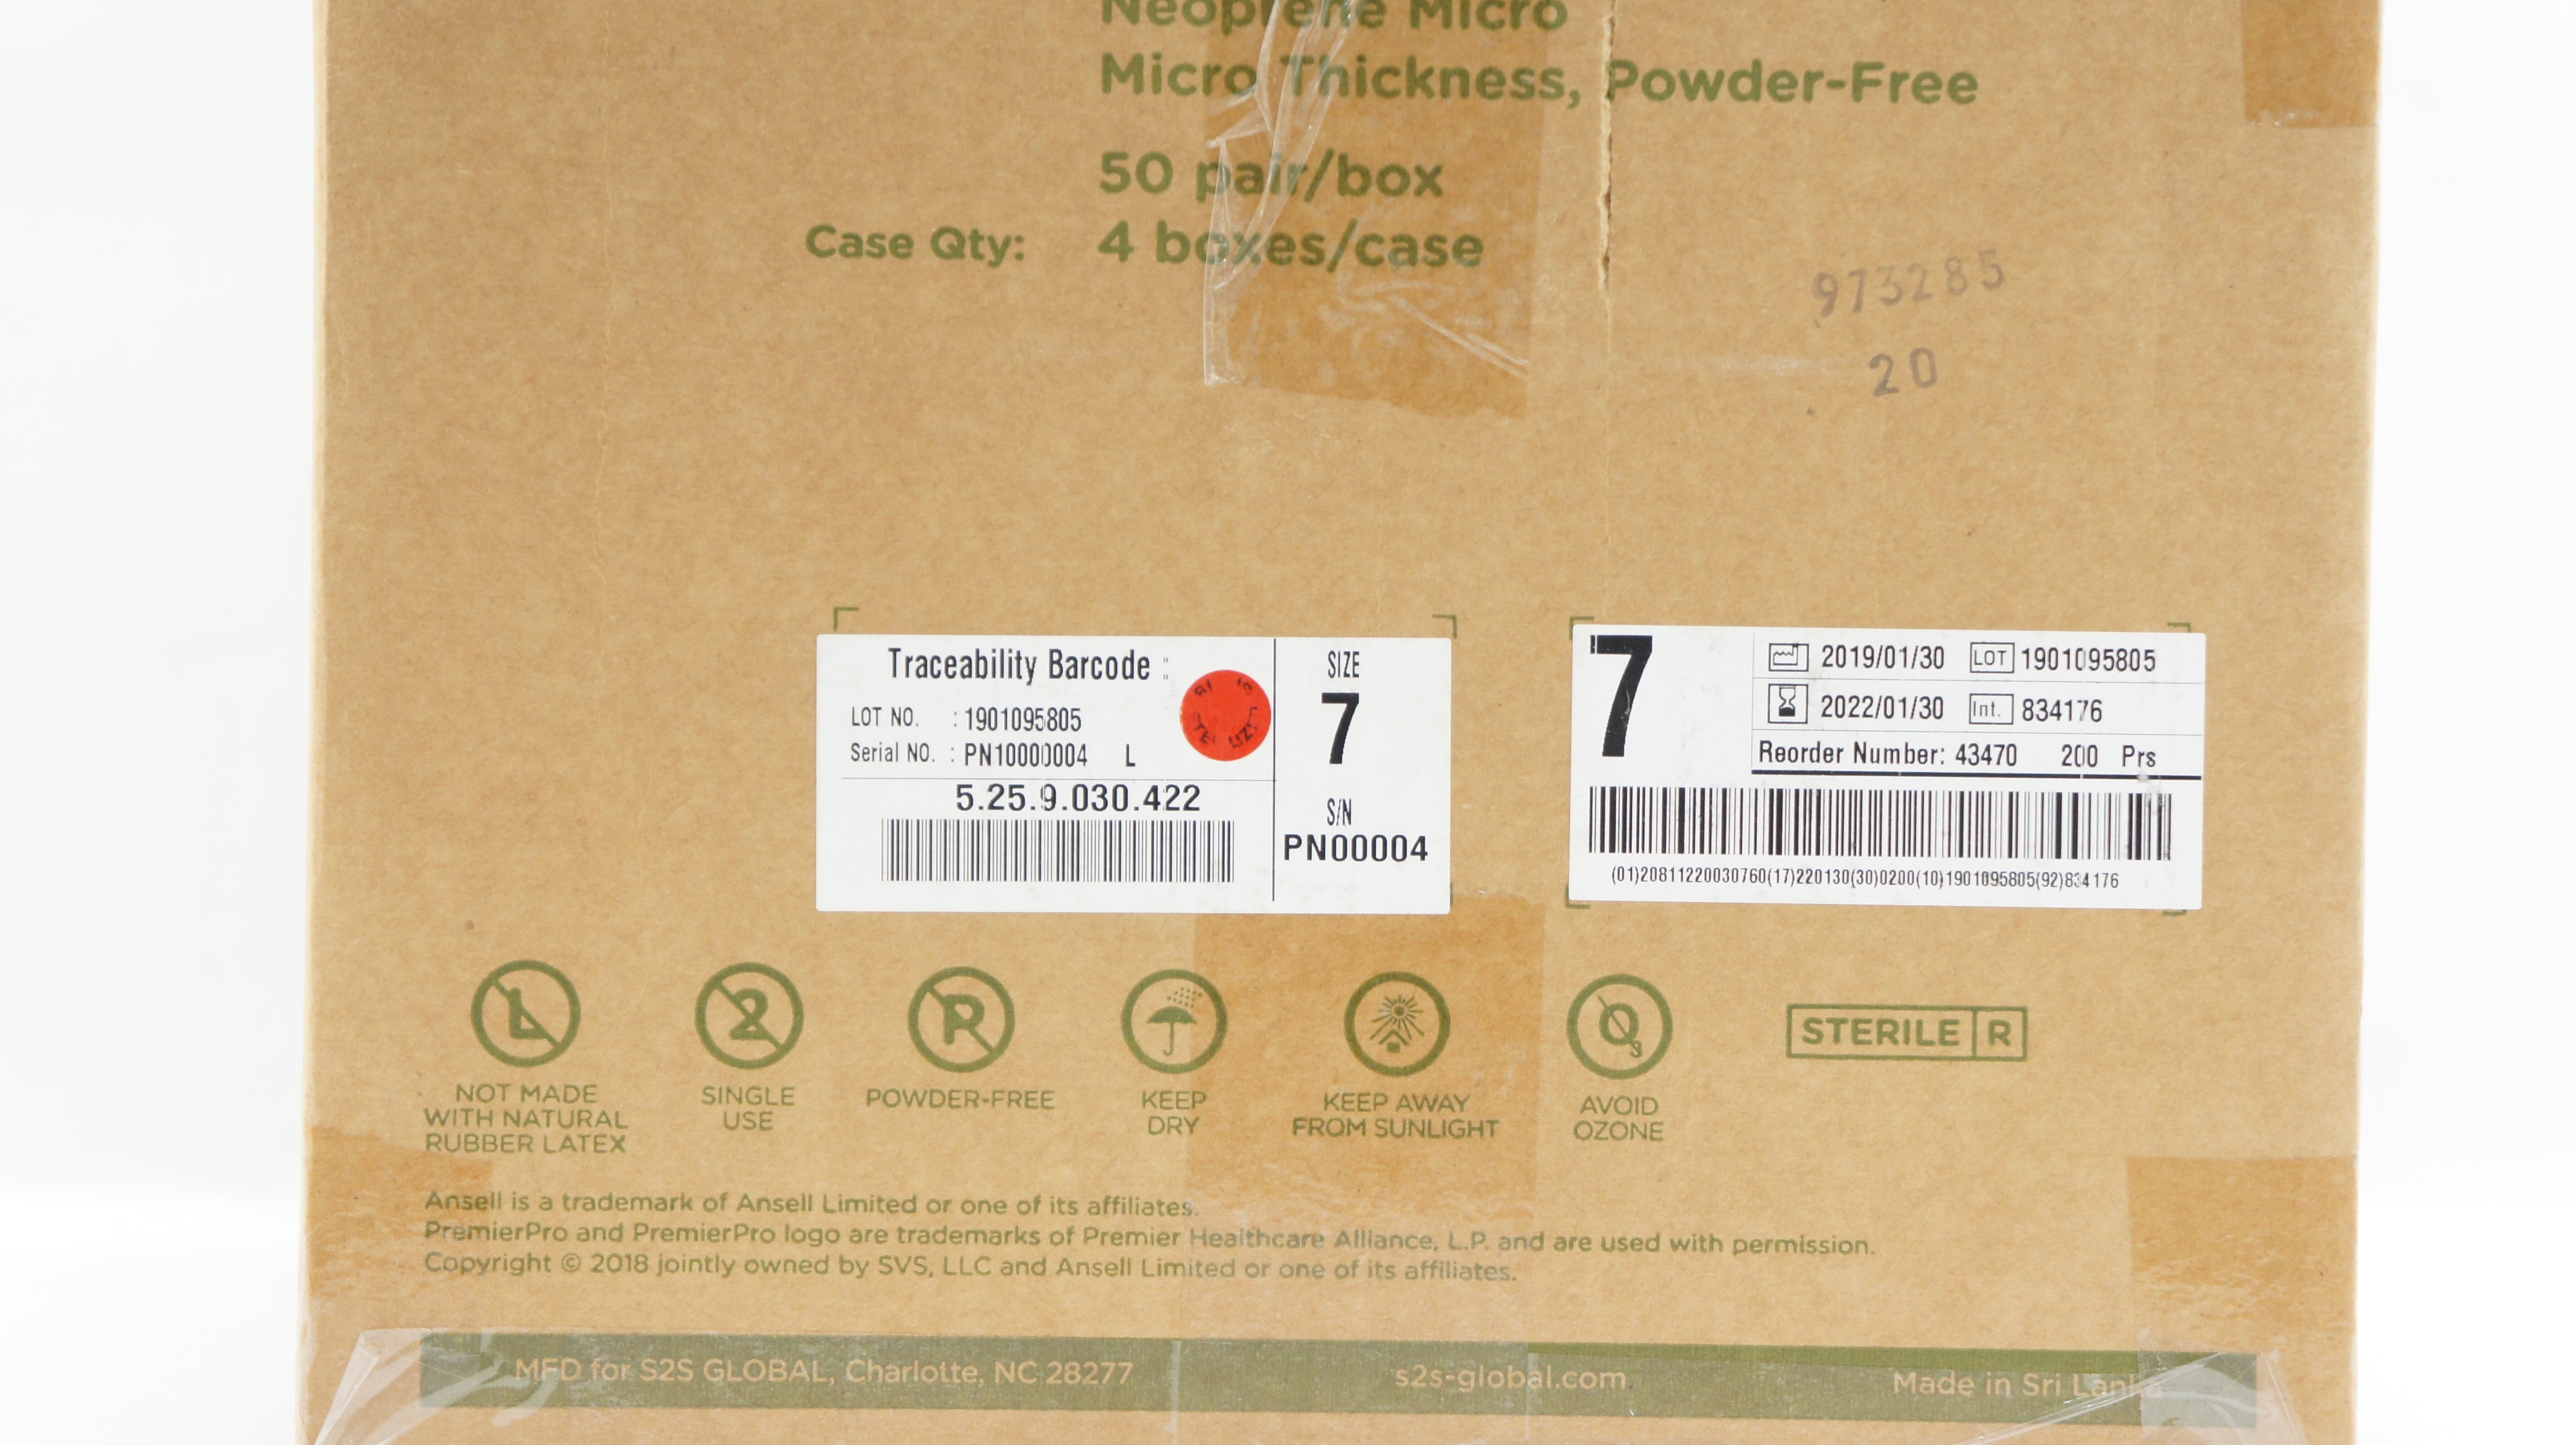 Neoprene Micro
Micro Thickness, Powder-Free
50 pair/box
Case Qty: 4 boxes/case
973285
20
Traceability Barcode :
LOT NO. : 1901095805
Serial NO. : PN10000004 L
5.25.9.030.422
SIZE
7
S/N
PN00004
7
2019/01/30 LOT 1901095805
2022/01/30 Int. 834176
Reorder Number: 43470 200 Prs
(01)20811220030760(17)220130(30)0200(10)1901095805(92)834176
L
2
P
STERILE R
NOT MADE
WITH NATURAL
RUBBER LATEX
SINGLE
USE
POWDER-FREE
KEEP
DRY
KEEP AWAY
FROM SUNLIGHT
AVOID
OZONE
Ansell is a trademark of Ansell Limited or one of its affiliates.
PremierPro and PremierPro logo are trademarks of Premier Healthcare Alliance, L.P. and are used with permission.
Copyright © 2018 jointly owned by SVS, LLC and Ansell Limited or one of its affiliates.
MFD for S2S GLOBAL, Charlotte, NC 28277
s2s-global.com
Made in Sri Lanka